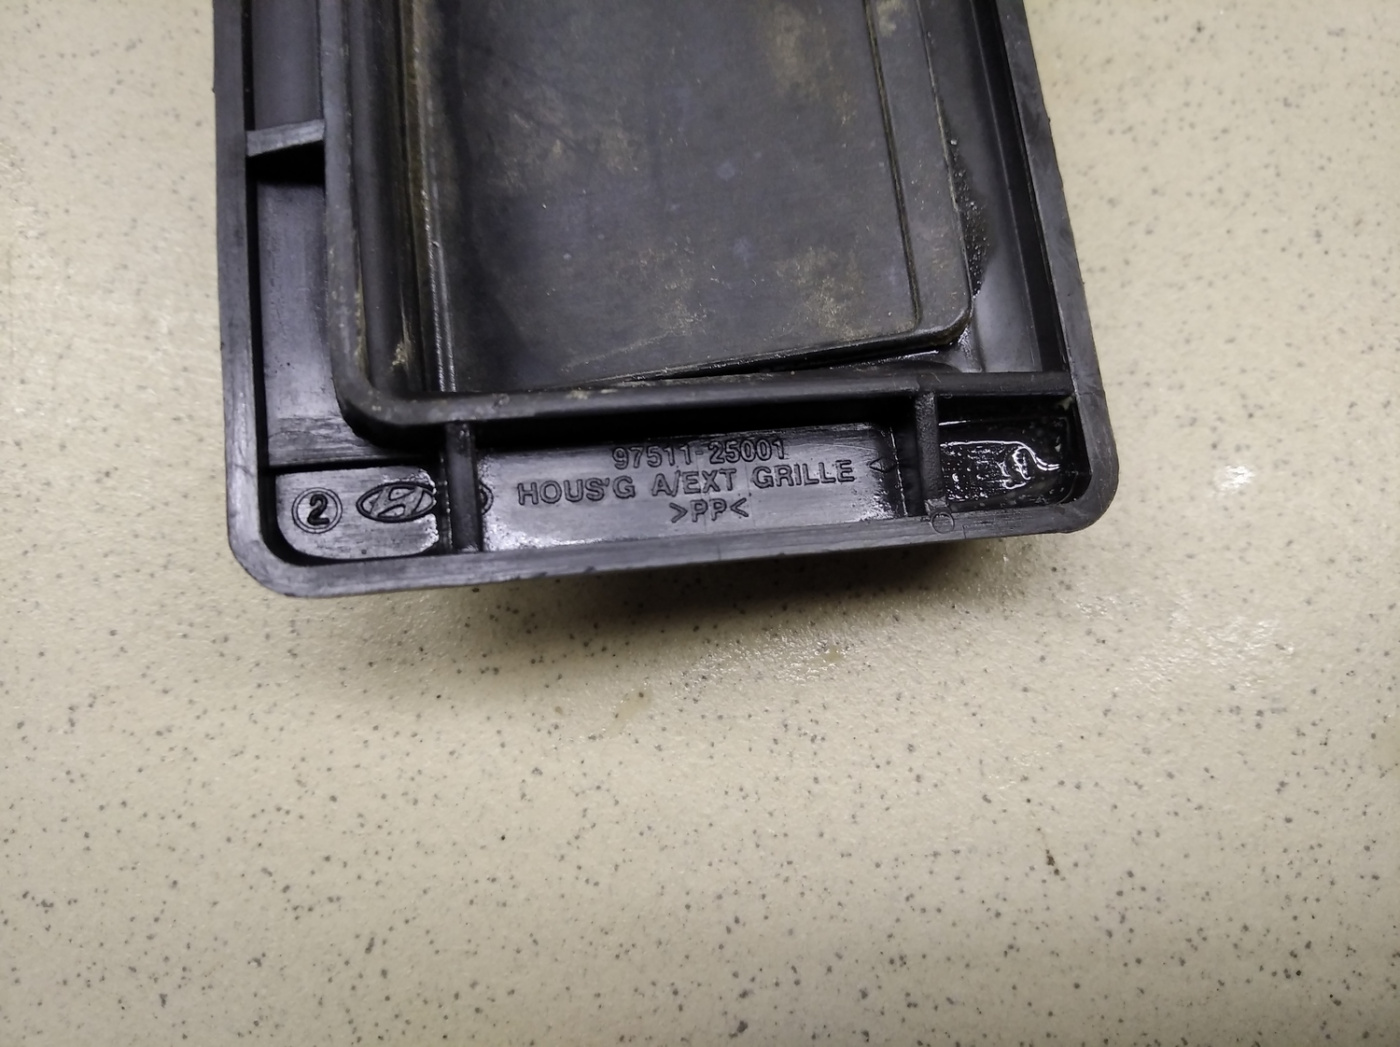 97511-25001
HOUS'G A/EXT GRILLE
>PP<
2